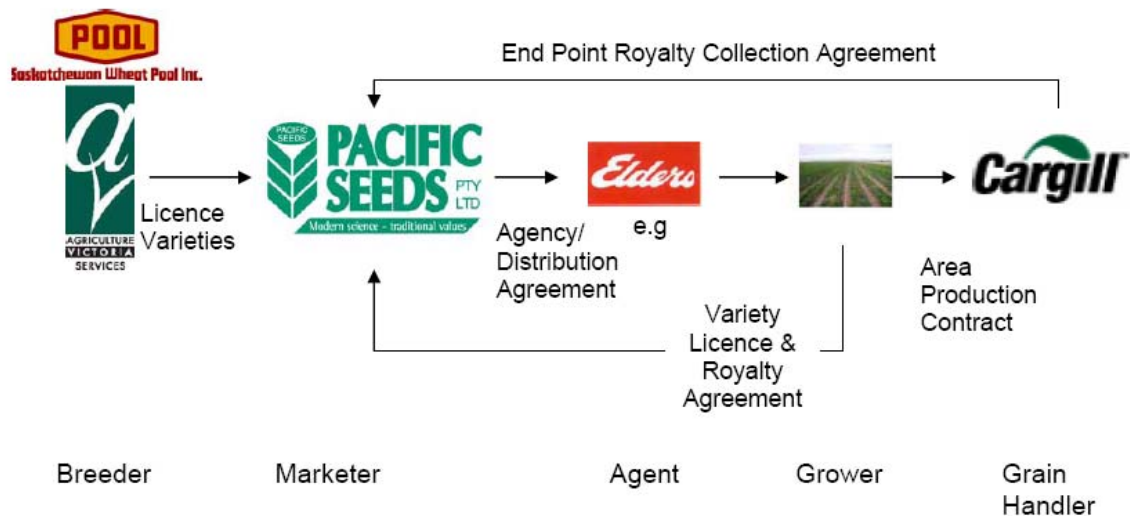 POOL
Saskatchewan Wheat Pool Inc.
End Point Royalty Collection Agreement
AGRICULTURE
VICTORIA
SERVICES
Licence
Varieties
PACIFIC
SEEDS
PACIFIC
SEEDS PTY
LTD
Modern science - traditional values
Agency/
Distribution
Agreement
Elders
e.g
Variety
Licence &
Royalty
Agreement
Area
Production
Contract
Cargill
Breeder
Marketer
Agent
Grower
Grain
Handler